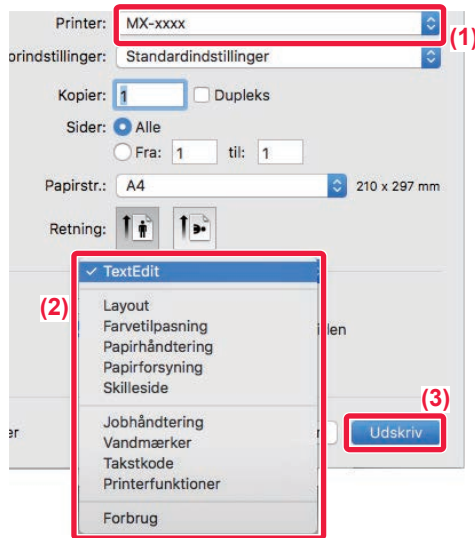 Printer: MX-xxxx
(1)
orindstillinger: Standardindstillinger
Kopier: 1 Dupleks
Sider: Alle
Fra: 1 til: 1
Papirstr.: A4 210 x 297 mm
Retning:
✓ TextEdit
(2)
Layout
Farvetilpasning
Papirhåndtering
Papirforsyning
Skilleside
Jobhåndtering
Vandmærker
Takstkode
Printerfunktioner
Forbrug
(3)
er
Udskriv